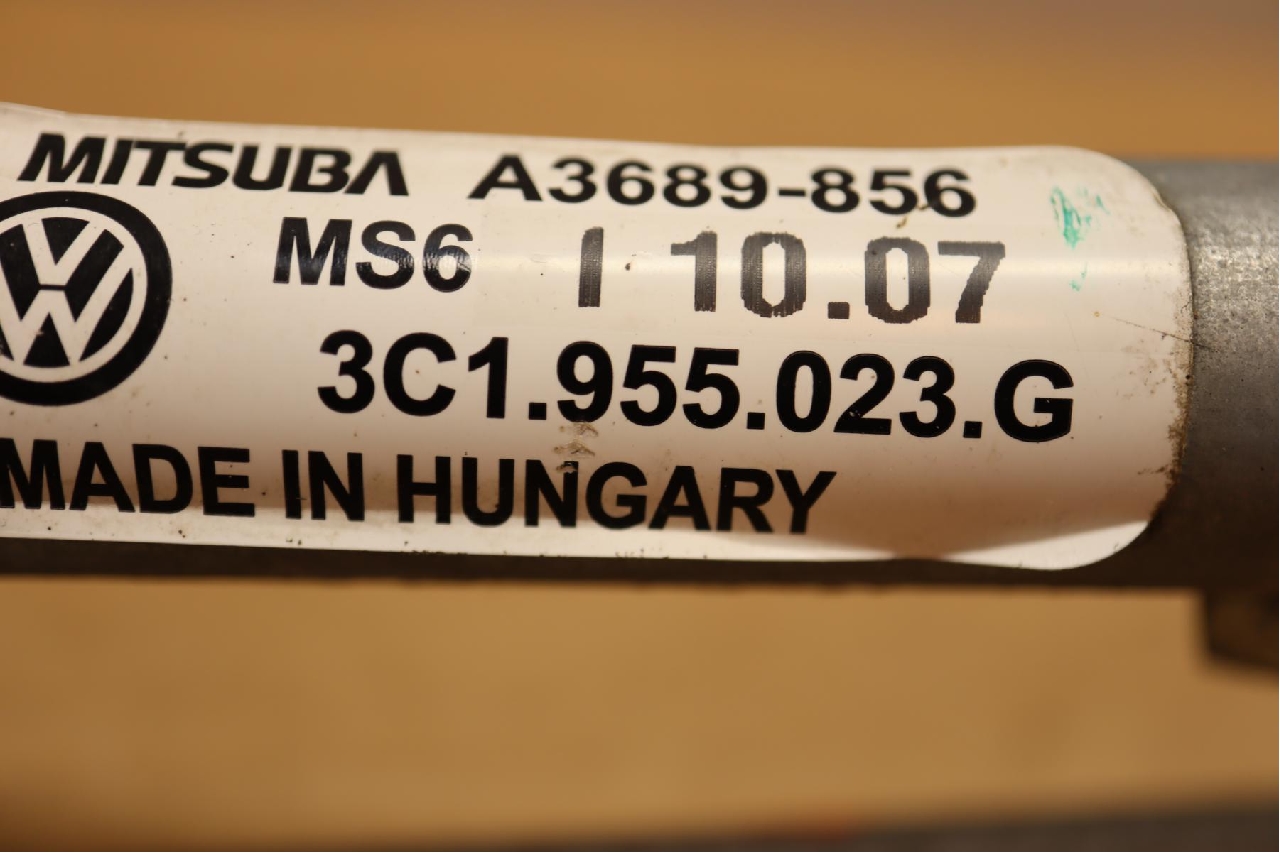 MITSUBA A3689-856
MS6 I 10.07
3C1.955.023.G
MADE IN HUNGARY